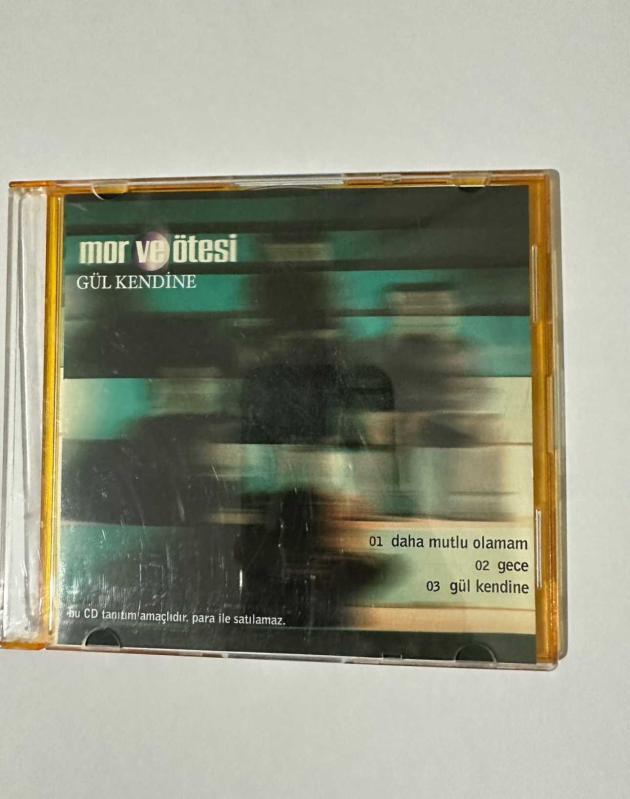 mor ve ötesi
GÜL KENDİNE
01 daha mutlu olamam
02 gece
03 gül kendine
bu CD tanıtım amaçlıdır. para ile satılamaz.